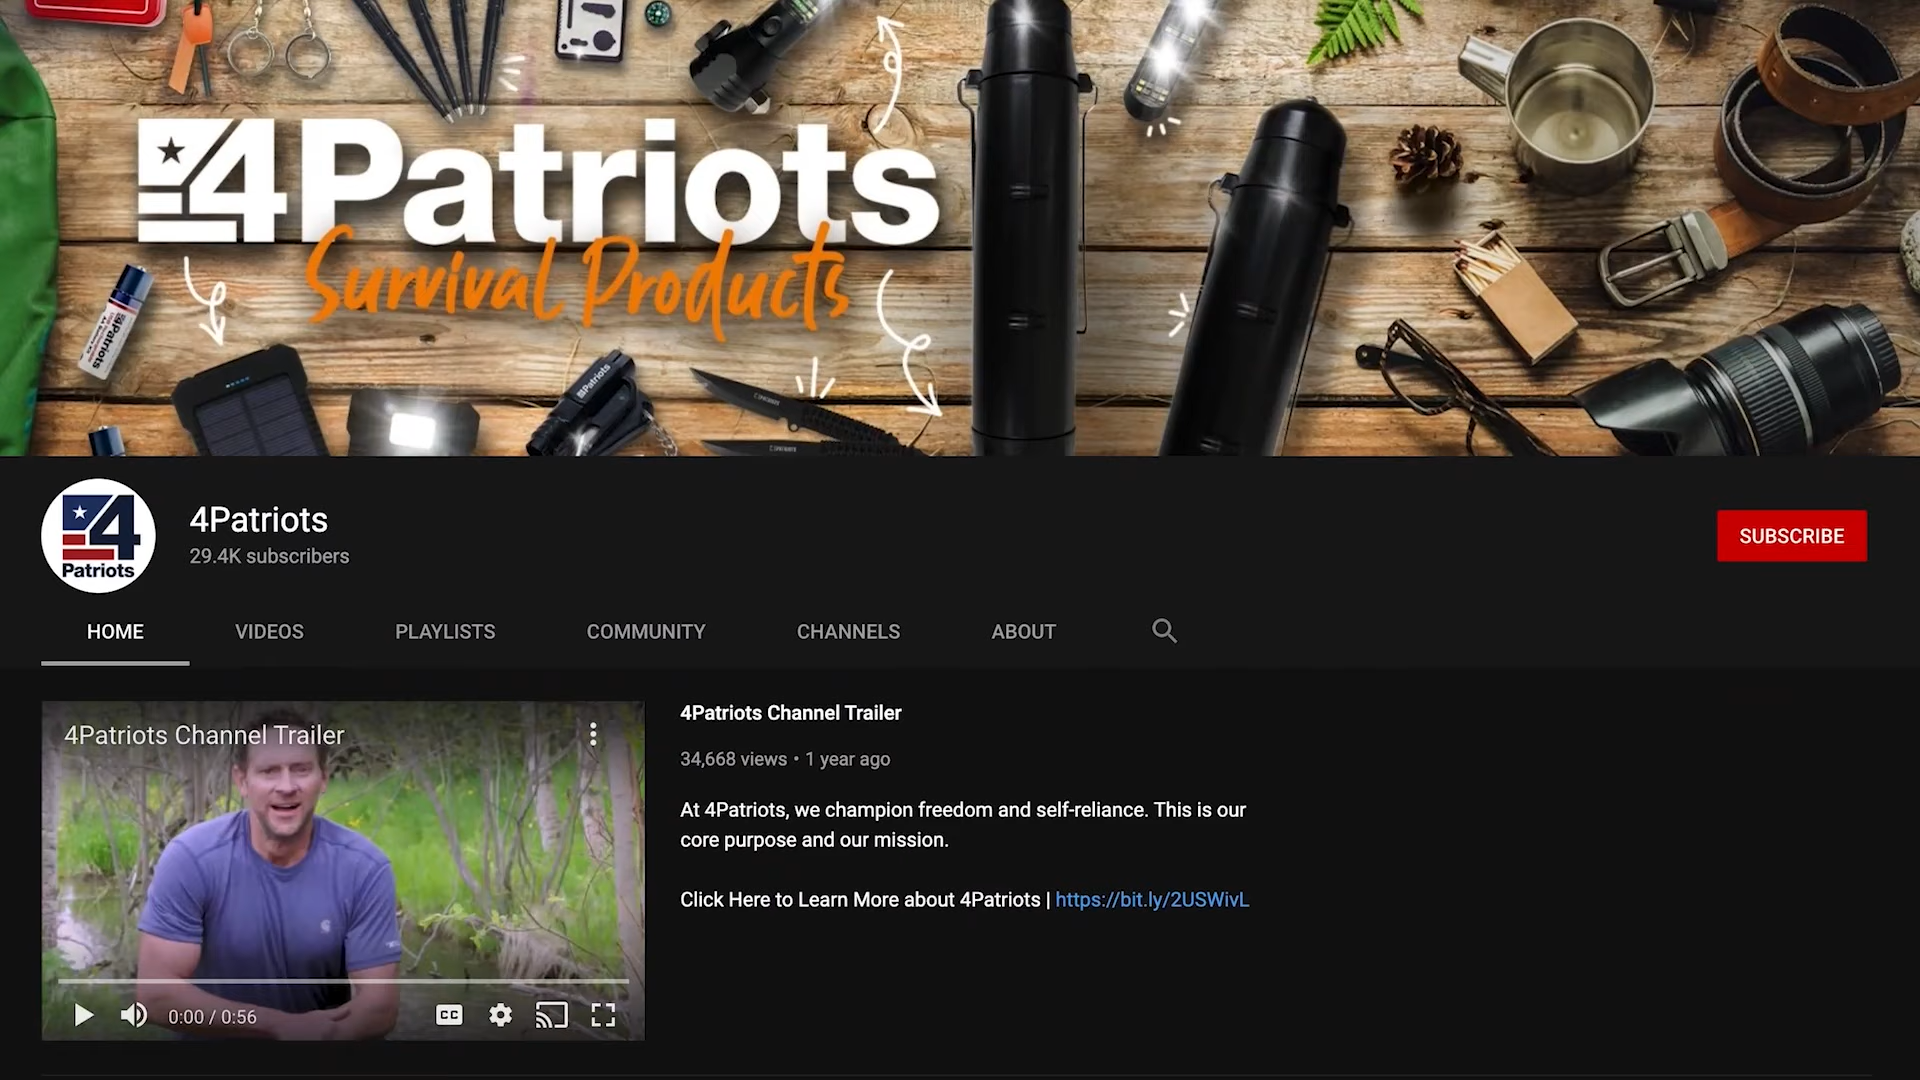 4Patriots
Survival Products
4Patriots
4Patriots
4
Patriots
4Patriots
29.4K subscribers
SUBSCRIBE
HOME
VIDEOS
PLAYLISTS
COMMUNITY
CHANNELS
ABOUT
4Patriots Channel Trailer
0:00 / 0:56
CC
4Patriots Channel Trailer
34,668 views • 1 year ago
At 4Patriots, we champion freedom and self-reliance. This is our
core purpose and our mission.
Click Here to Learn More about 4Patriots | https://bit.ly/2USWivL